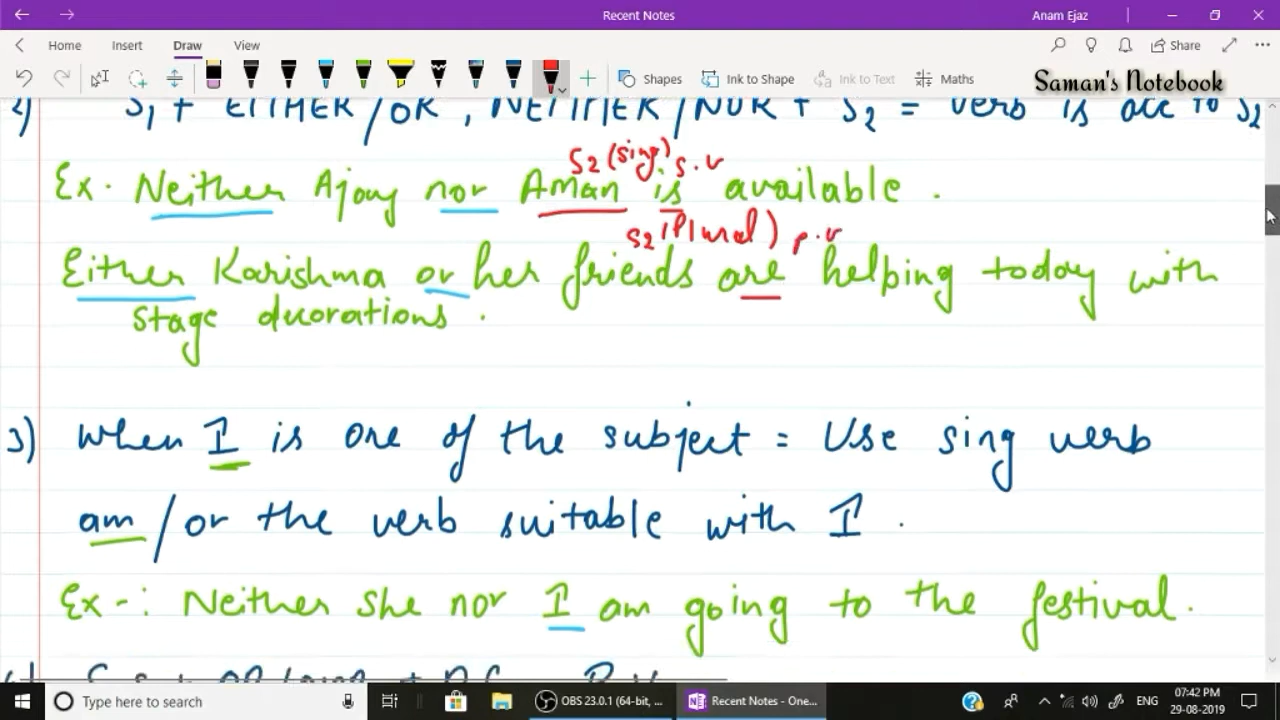 Recent Notes
Anam Ejaz
Home Insert Draw View
Share
Shapes Ink to Shape Ink to Text Maths
Saman's Notebook
2) S1 + EITHER/OR, NEITHER/NOR + S2 = verb is acc to S2
S2 (sing) s.v
Ex. Neither Ajay nor Aman is available.
S2 (Plural) p.v
Either Karishma or her friends are helping today with
stage decorations.
3) When I is one of the subject = Use sing verb
am/or the verb suitable with I.
Ex-: Neither she nor I am going to the festival.
Type here to search
OBS 23.0.1 (64-bit, ...
Recent Notes - One...
ENG
07:42 PM
29-08-2019